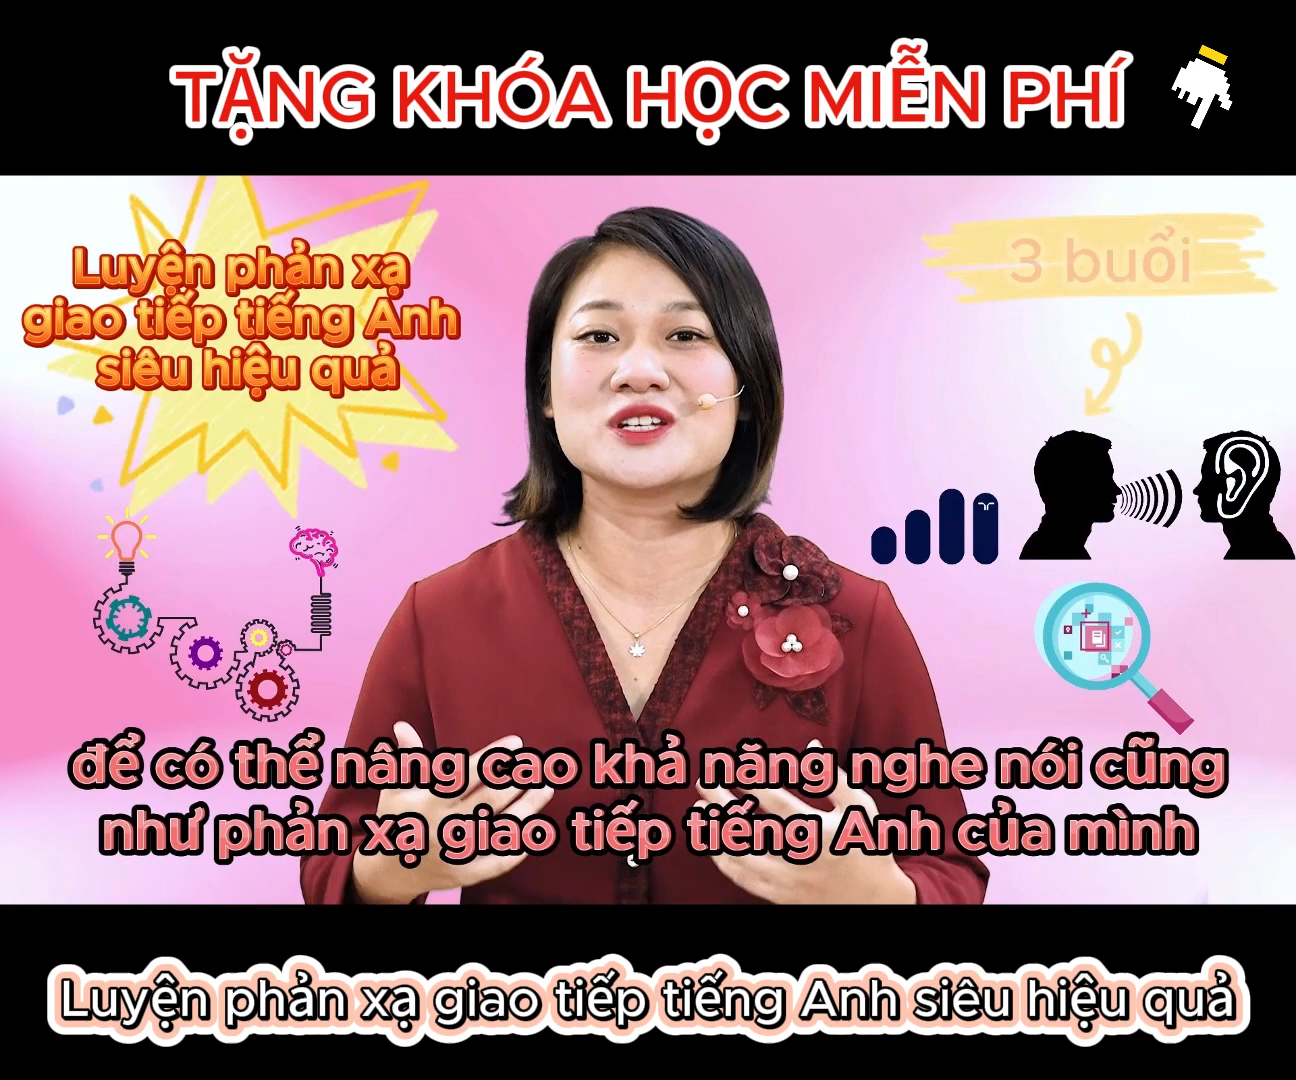 TẶNG KHÓA HỌC MIỄN PHÍ
Luyện phản xạ
giao tiếp tiếng Anh
siêu hiệu quả
3 buổi
để có thể nâng cao khả năng nghe nói cũng
như phản xạ giao tiếp tiếng Anh của mình
Luyện phản xạ giao tiếp tiếng Anh siêu hiệu quả